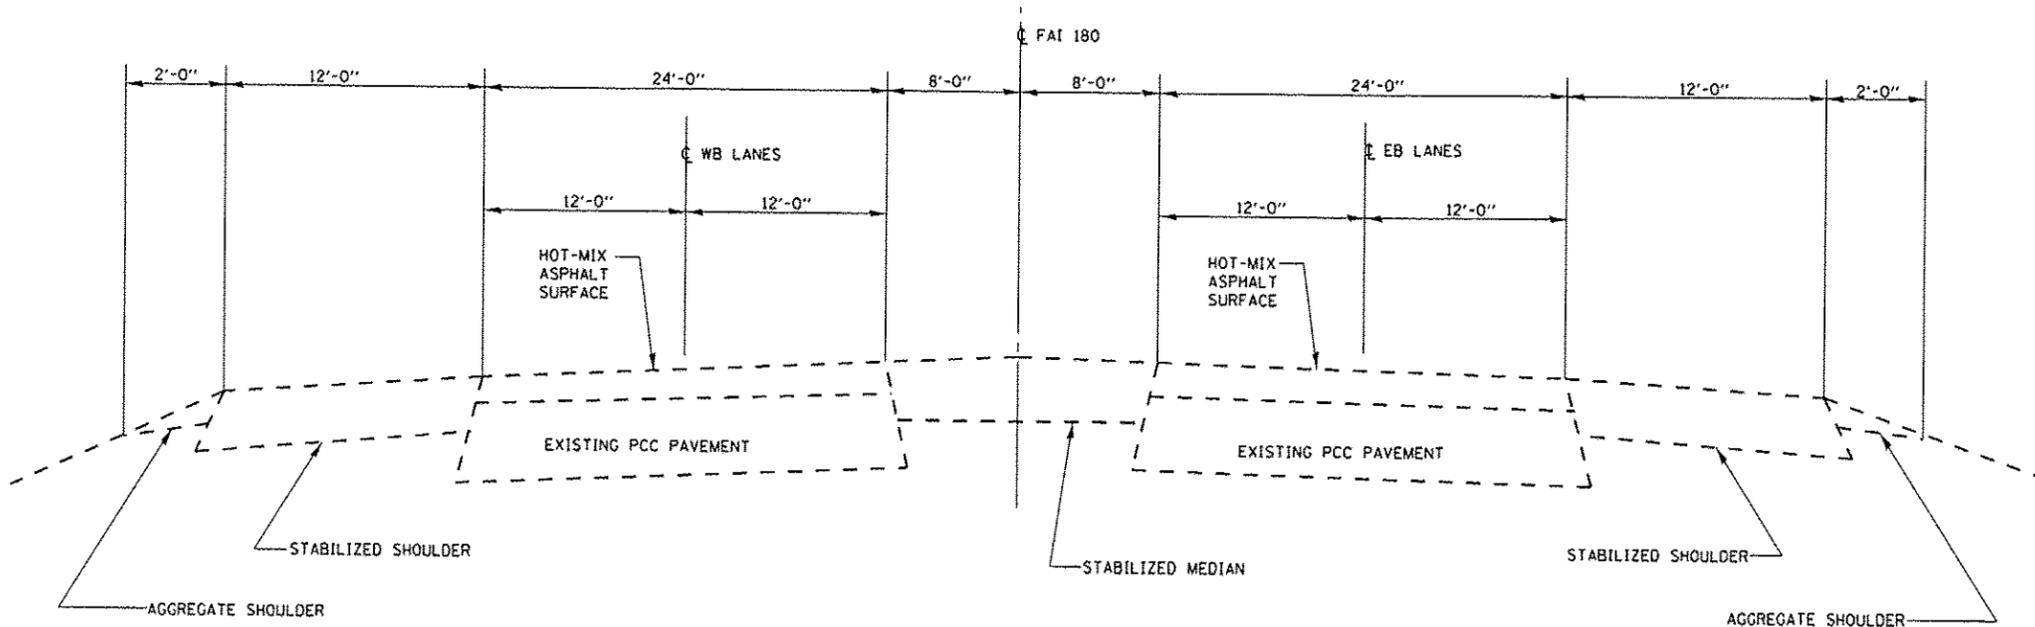 ℄ FAI 180
2'-0"
12'-0"
24'-0"
8'-0"
8'-0"
24'-0"
12'-0"
2'-0"
℄ WB LANES
℄ EB LANES
12'-0"
12'-0"
12'-0"
12'-0"
HOT-MIX
ASPHALT
SURFACE
HOT-MIX
ASPHALT
SURFACE
EXISTING PCC PAVEMENT
EXISTING PCC PAVEMENT
STABILIZED SHOULDER
STABILIZED MEDIAN
STABILIZED SHOULDER
AGGREGATE SHOULDER
AGGREGATE SHOULDER